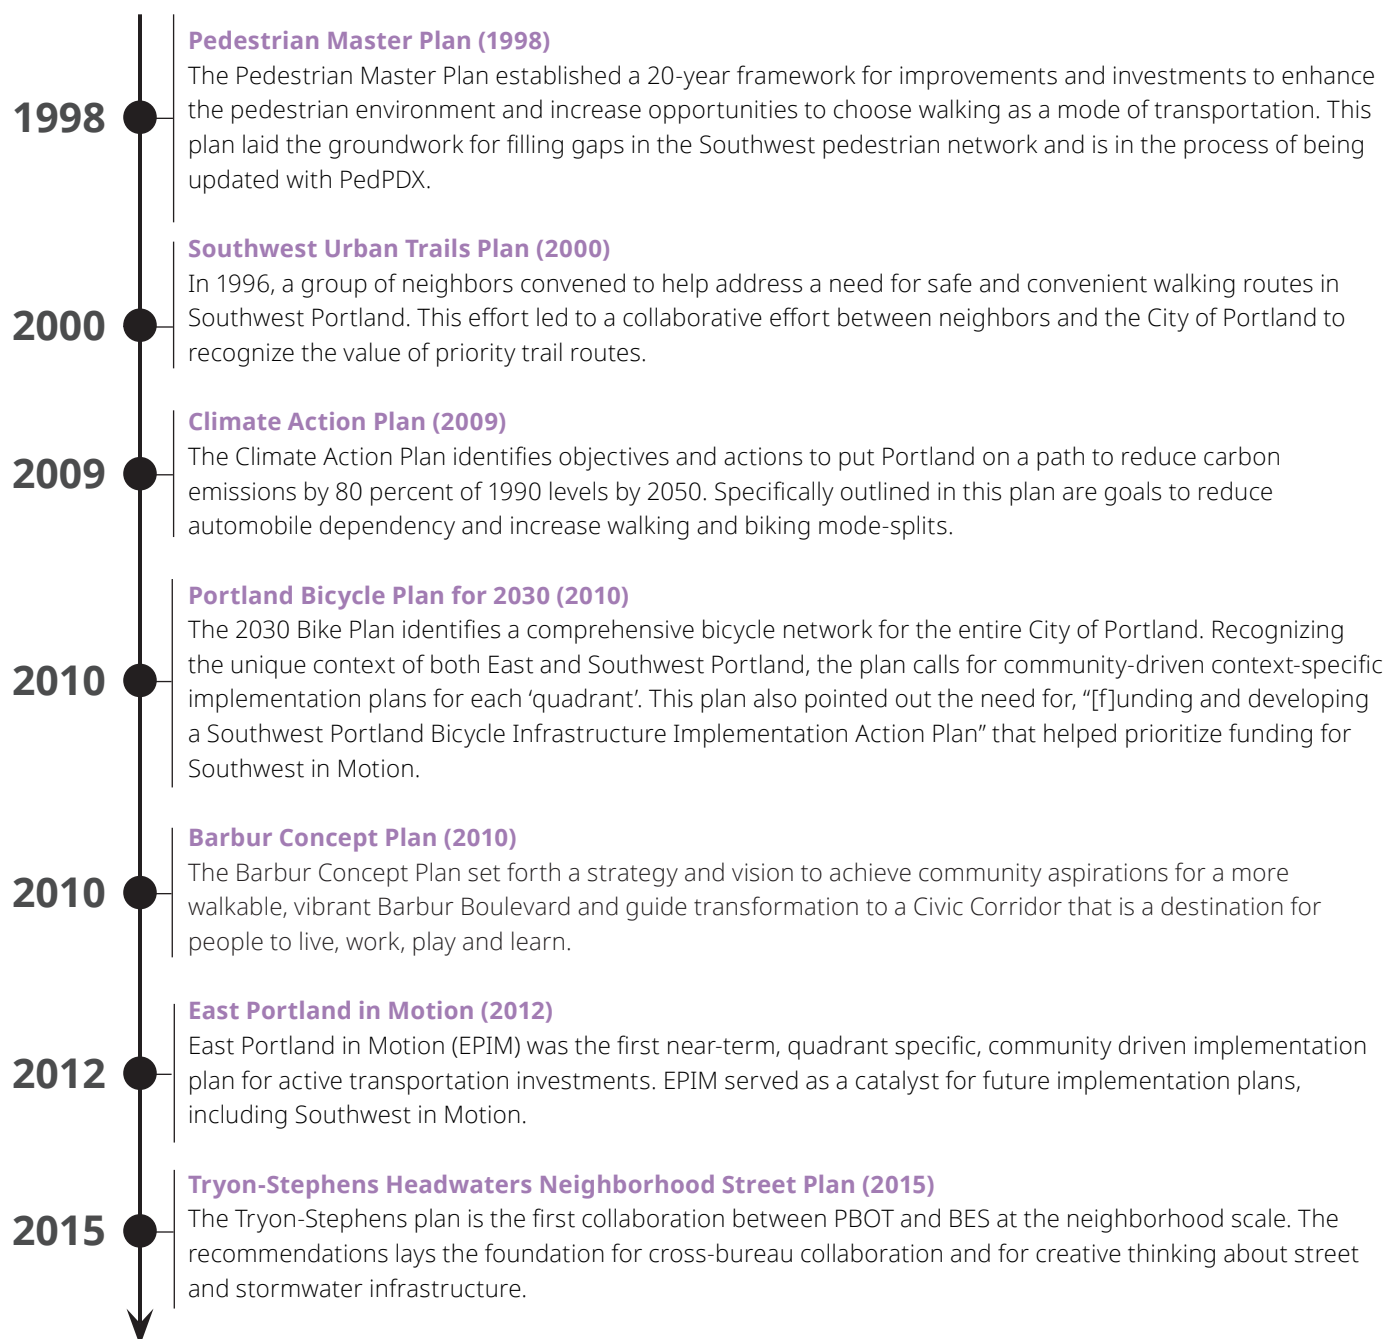 Pedestrian Master Plan (1998)
The Pedestrian Master Plan established a 20-year framework for improvements and investments to enhance
1998
the pedestrian environment and increase opportunities to choose walking as a mode of transportation. This
plan laid the groundwork for filling gaps in the Southwest pedestrian network and is in the process of being
updated with PedPDX.
Southwest Urban Trails Plan (2000)
In 1996, a group of neighbors convened to help address a need for safe and convenient walking routes in
2000
Southwest Portland. This effort led to a collaborative effort between neighbors and the City of Portland to
recognize the value of priority trail routes.
Climate Action Plan (2009)
The Climate Action Plan identifies objectives and actions to put Portland on a path to reduce carbon
2009
emissions by 80 percent of 1990 levels by 2050. Specifically outlined in this plan are goals to reduce
automobile dependency and increase walking and biking mode-splits.
Portland Bicycle Plan for 2030 (2010)
The 2030 Bike Plan identifies a comprehensive bicycle network for the entire City of Portland. Recognizing
the unique context of both East and Southwest Portland, the plan calls for community-driven context-specific
2010
implementation plans for each ‘quadrant’. This plan also pointed out the need for, “[f]unding and developing
a Southwest Portland Bicycle Infrastructure Implementation Action Plan” that helped prioritize funding for
Southwest in Motion.
Barbur Concept Plan (2010)
The Barbur Concept Plan set forth a strategy and vision to achieve community aspirations for a more
2010
walkable, vibrant Barbur Boulevard and guide transformation to a Civic Corridor that is a destination for
people to live, work, play and learn.
East Portland in Motion (2012)
East Portland in Motion (EPIM) was the first near-term, quadrant specific, community driven implementation
2012
plan for active transportation investments. EPIM served as a catalyst for future implementation plans,
including Southwest in Motion.
Tryon-Stephens Headwaters Neighborhood Street Plan (2015)
The Tryon-Stephens plan is the first collaboration between PBOT and BES at the neighborhood scale. The
2015
recommendations lays the foundation for cross-bureau collaboration and for creative thinking about street
and stormwater infrastructure.